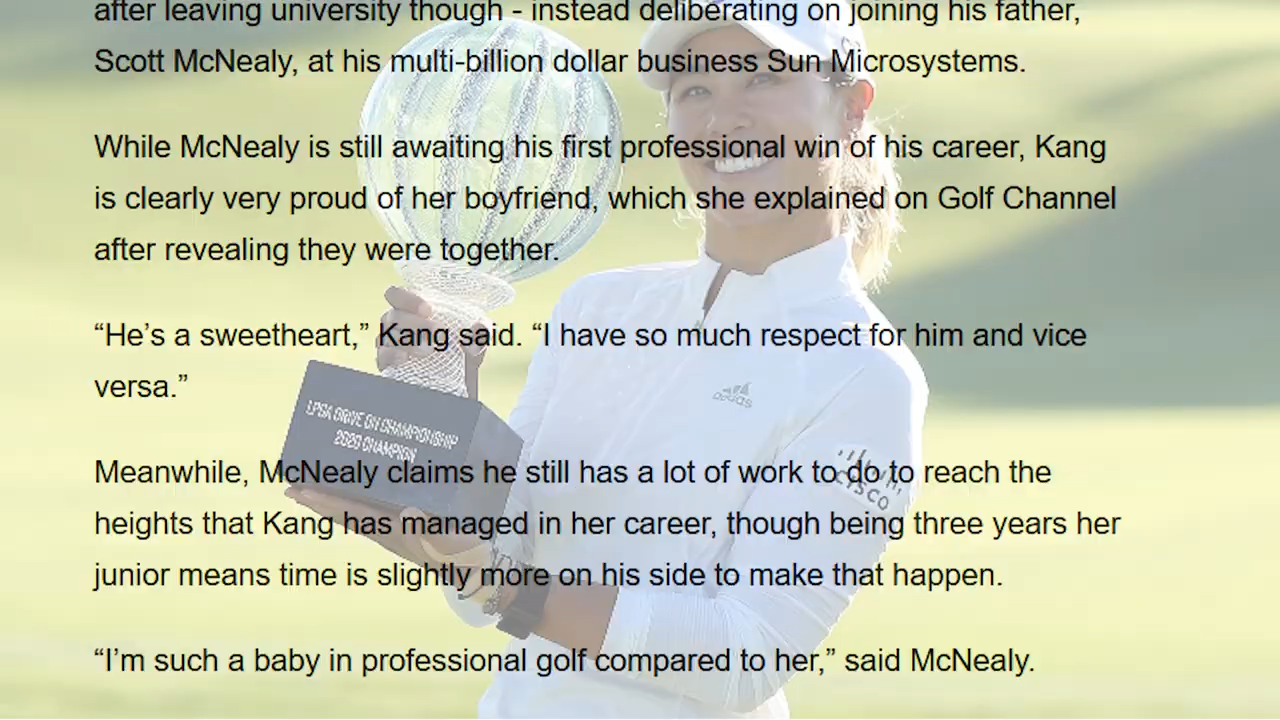 after leaving university though - instead deliberating on joining his father,
Scott McNealy, at his multi-billion dollar business Sun Microsystems.
While McNealy is still awaiting his first professional win of his career, Kang
is clearly very proud of her boyfriend, which she explained on Golf Channel
after revealing they were together.
“He’s a sweetheart,” Kang said. “I have so much respect for him and vice
versa.”
adidas
LPGA DRIVE ON CHAMPIONSHIP
2020 CHAMPION
CISCO
Meanwhile, McNealy claims he still has a lot of work to do to reach the
heights that Kang has managed in her career, though being three years her
junior means time is slightly more on his side to make that happen.
“I’m such a baby in professional golf compared to her,” said McNealy.